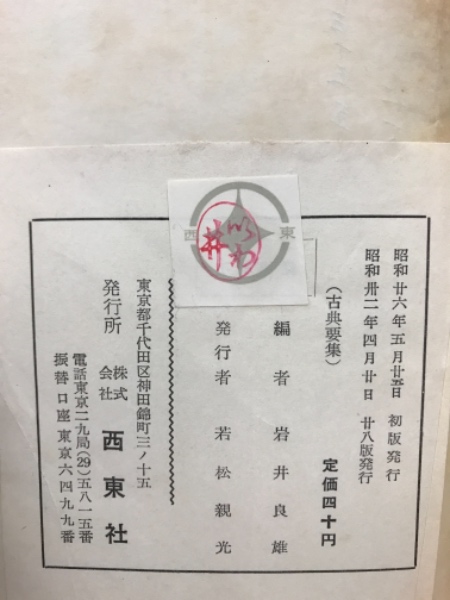 昭和廿六年五月廿五日 初版発行
昭和卅二年四月廿日 廿八版発行
(古典要集) 定価四十円
編者 岩井良雄
発行者 若松親光
東京都千代田区神田錦町三ノ十五
発行所 株式会社 西東社
電話東京二九局(29)五八一五番
振替口座東京六四九九番
西 東